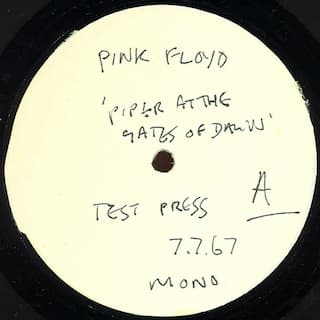 PINK FLOYD
'PIPER AT THE
GATES OF DAWN'
A
TEST PRESS
7.7.67
MONO